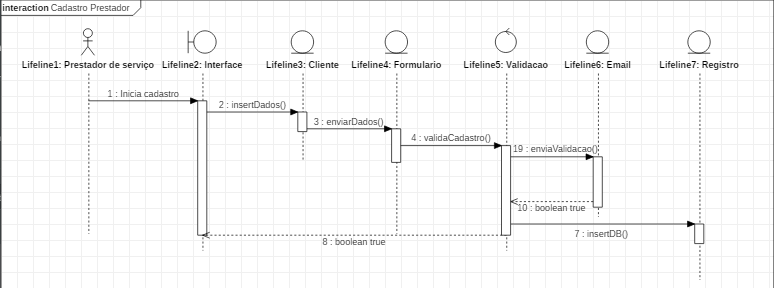 interaction Cadastro Prestador
Lifeline1: Prestador de serviço Lifeline2: Interface Lifeline3: Cliente Lifeline4: Formulario Lifeline5: Validacao Lifeline6: Email Lifeline7: Registro
1 : Inicia cadastro
2 : insertDados()
3 : enviarDados()
4 : validaCadastro()
19 : enviaValidacao()
10 : boolean true
7 : insertDB()
8 : boolean true